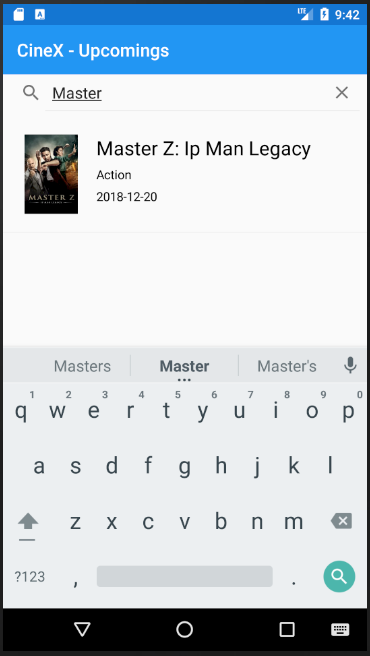 LTE 9:42
CineX - Upcomings
Master
Master Z: Ip Man Legacy
Action
2018-12-20
MASTER Z
Masters Master Master's
1 2 3 4 5 6 7 8 9 0
q w e r t y u i o p
a s d f g h j k l
z x c v b n m
?123 , .